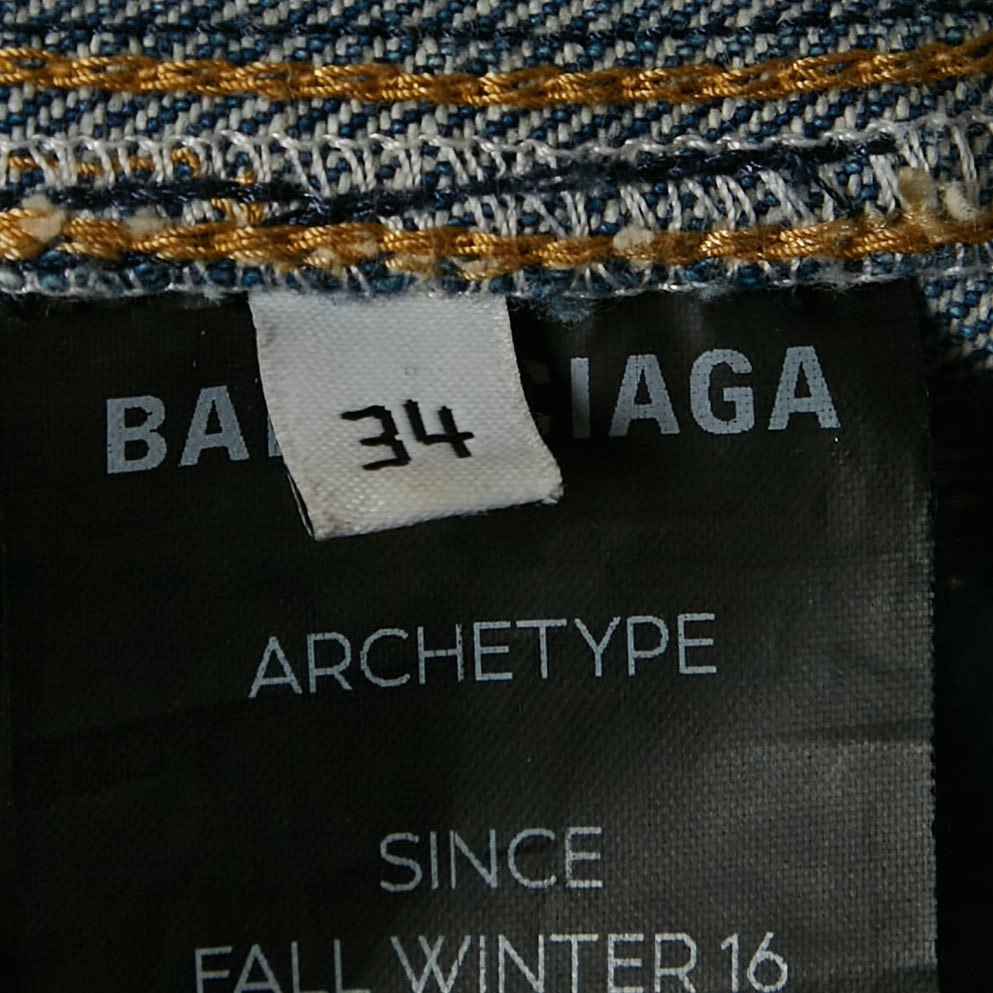 BA CIAGA
34
ARCHETYPE
SINCE
FALL WINTER 16